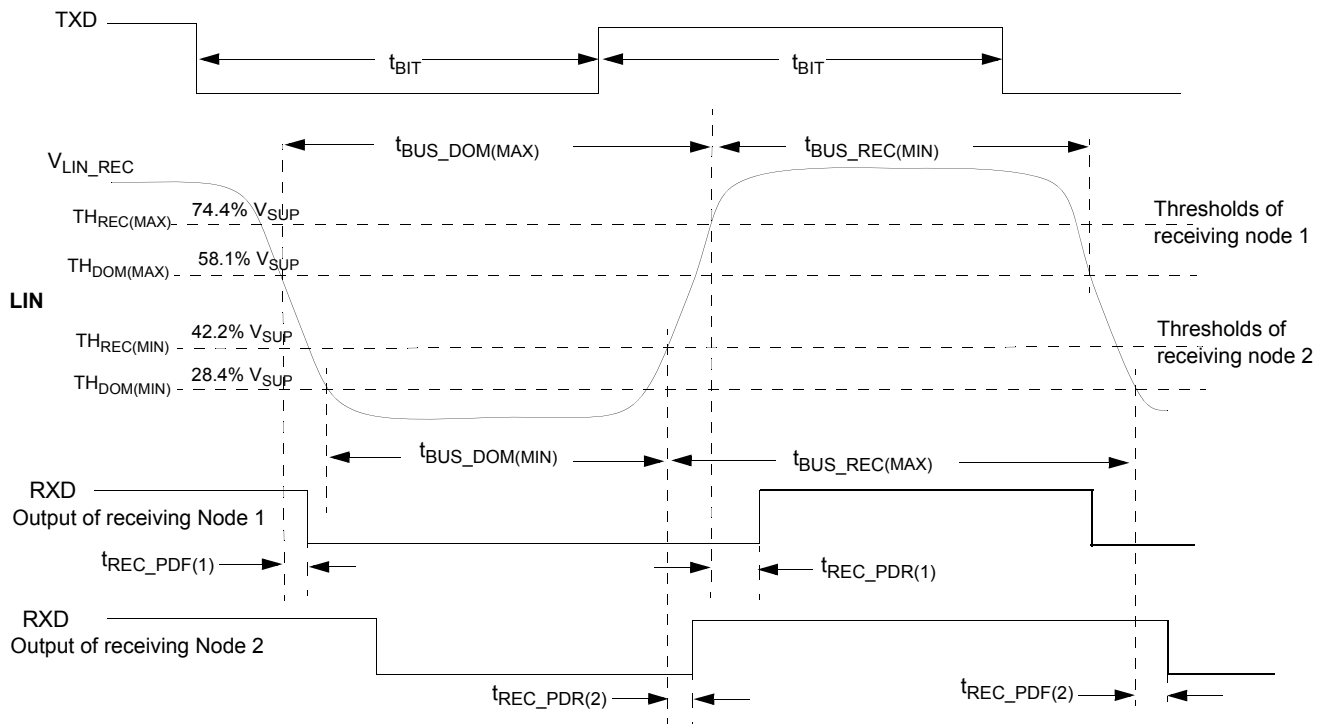 TXD
tBIT
tBIT
tBUS_DOM(MAX)
tBUS_REC(MIN)
VLIN_REC
THREC(MAX) 74.4% VSUP
Thresholds of
receiving node 1
THDOM(MAX) 58.1% VSUP
LIN
THREC(MIN) 42.2% VSUP
Thresholds of
receiving node 2
THDOM(MIN) 28.4% VSUP
tBUS_DOM(MIN)
tBUS_REC(MAX)
RXD
Output of receiving Node 1
tREC_PDF(1)
tREC_PDR(1)
RXD
Output of receiving Node 2
tREC_PDR(2)
tREC_PDF(2)